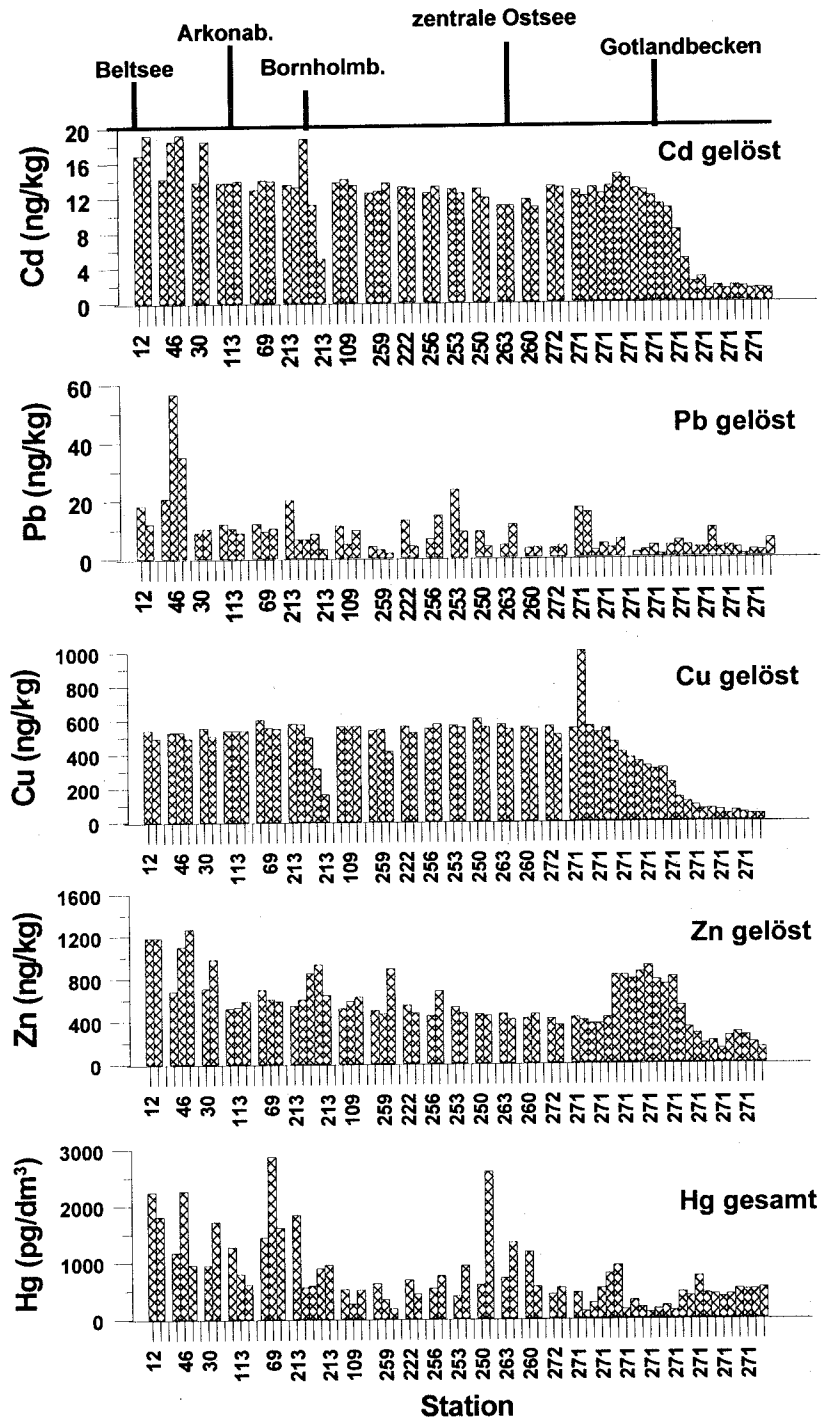 zentrale Ostsee
Arkonab.
Gotlandbecken
Beltsee
Bornholmb.
Cd gelöst
Cd (ng/kg)
20
16
12
8
4
0
12 46 30 113 69 213 213 109 259 222 256 253 250 263 260 272 271 271 271 271 271 271 271 271
Pb gelöst
Pb (ng/kg)
60
40
20
0
12 46 30 113 69 213 213 109 259 222 256 253 250 263 260 272 271 271 271 271 271 271 271 271
Cu gelöst
Cu (ng/kg)
1000
800
600
400
200
0
12 46 30 113 69 213 213 109 259 222 256 253 250 263 260 272 271 271 271 271 271 271 271 271
Zn gelöst
Zn (ng/kg)
1600
1200
800
400
0
12 46 30 113 69 213 213 109 259 222 256 253 250 263 260 272 271 271 271 271 271 271 271 271
Hg gesamt
Hg (pg/dm³)
3000
2000
1000
0
12 46 30 113 69 213 213 109 259 222 256 253 250 263 260 272 271 271 271 271 271 271 271 271
Station